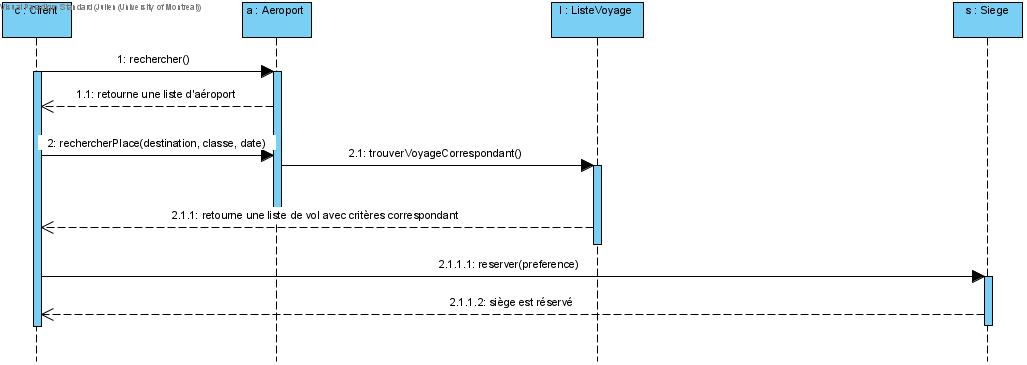 Visual Paradigm Standard(Julien(University of Montreal))
c : Client
a : Aeroport
l : ListeVoyage
s : Siege
1: rechercher()
1.1: retourne une liste d'aéroport
2: rechercherPlace(destination, classe, date)
2.1: trouverVoyageCorrespondant()
2.1.1: retourne une liste de vol avec critères correspondant
2.1.1.1: reserver(preference)
2.1.1.2: siège est réservé